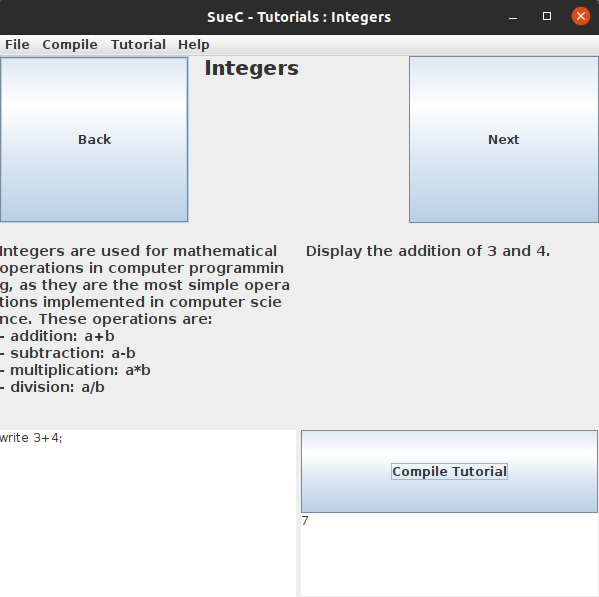 SueC - Tutorials : Integers
File Compile Tutorial Help
Back
Integers
Next
Integers are used for mathematical
operations in computer programmin
g, as they are the most simple opera
tions implemented in computer scie
nce. These operations are:
- addition: a+b
- subtraction: a-b
- multiplication: a*b
- division: a/b
Display the addition of 3 and 4.
write 3+4;
Compile Tutorial
7